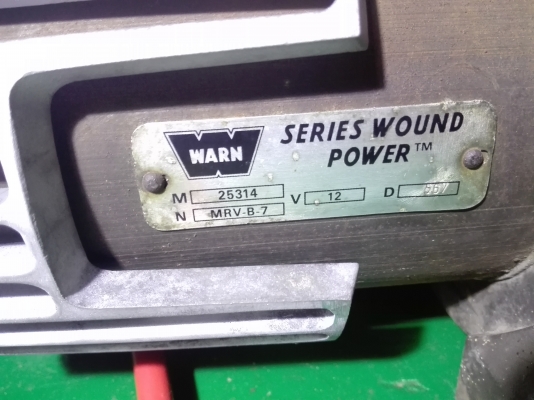 WARN
SERIES WOUND
POWER™
M 25314 V 12 D
N MRV-B-7